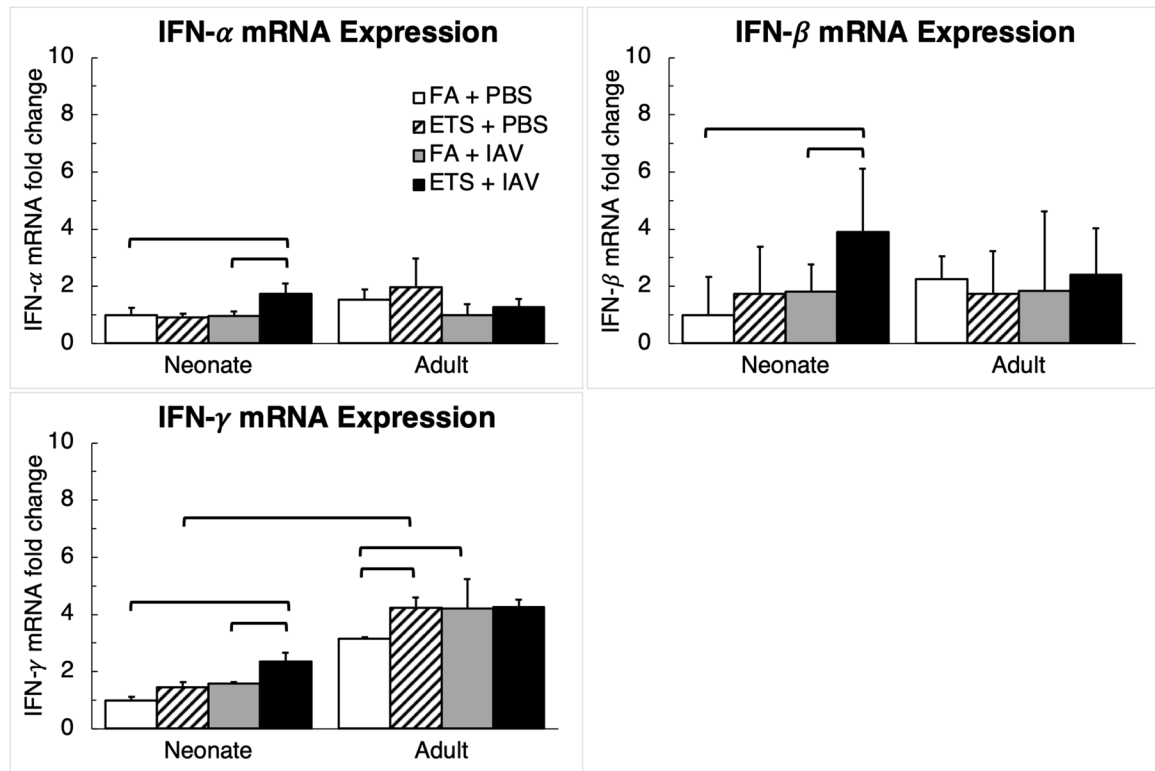 IFN-α mRNA Expression
IFN-α mRNA fold change
10
8
6
4
2
0
FA + PBS
ETS + PBS
FA + IAV
ETS + IAV
Neonate
Adult
IFN-β mRNA Expression
IFN-β mRNA fold change
10
8
6
4
2
0
Neonate
Adult
IFN-γ mRNA Expression
IFN-γ mRNA fold change
10
8
6
4
2
0
Neonate
Adult